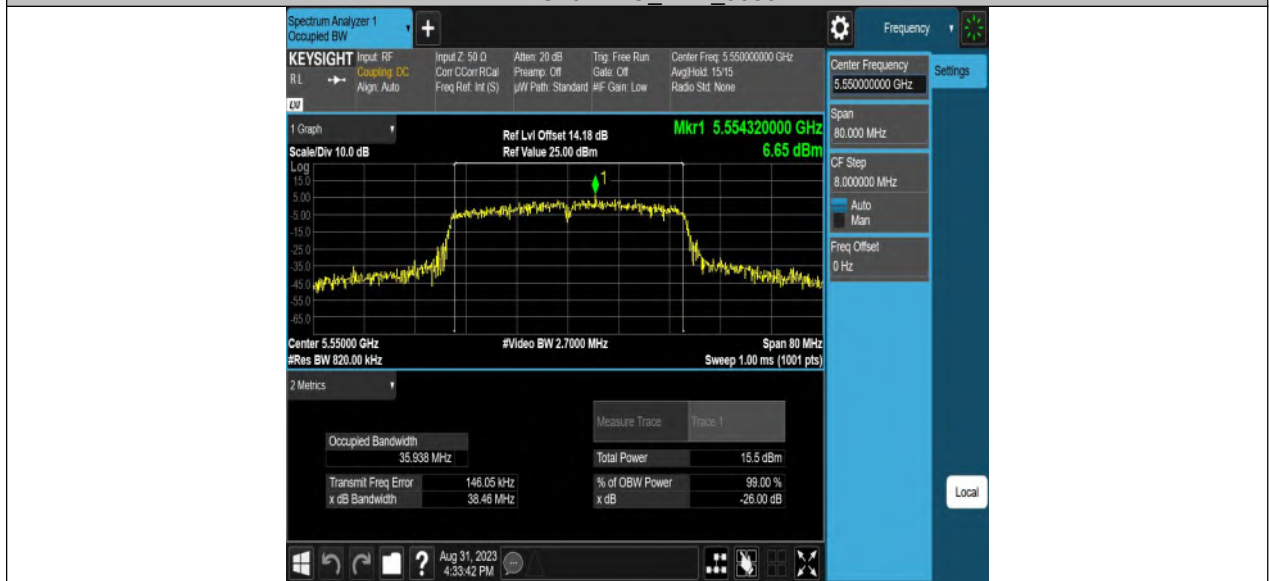 Spectrum Analyzer 1
Occupied BW
Frequency
KEYSIGHT Input: RF
R L Coupling: DC
Align: Auto
LXI
Input Z: 50 Ω
Corr CCorr RCal
Freq Ref: Int (S)
Atten: 20 dB
Preamp: Off
µW Path: Standard
Trig: Free Run
Gate: Off
#IF Gain: Low
Center Freq: 5.550000000 GHz
Avg|Hold: 15/15
Radio Std: None
Center Frequency
5.550000000 GHz
Settings
Span
80.000 MHz
CF Step
8.000000 MHz
Auto
Man
Freq Offset
0 Hz
Local
1 Graph
Scale/Div 10.0 dB
Ref Lvl Offset 14.18 dB
Ref Value 25.00 dBm
Mkr1 5.554320000 GHz
6.65 dBm
Log
15.0
5.00
-5.00
-15.0
-25.0
-35.0
-45.0
-55.0
-65.0
1
Center 5.55000 GHz
#Res BW 820.00 kHz
#Video BW 2.7000 MHz
Span 80 MHz
Sweep 1.00 ms (1001 pts)
2 Metrics
Measure Trace Trace 1
Occupied Bandwidth
35.938 MHz
Total Power 15.5 dBm
Transmit Freq Error 146.05 kHz
x dB Bandwidth 38.46 MHz
% of OBW Power 99.00 %
x dB -26.00 dB
Aug 31, 2023
4:33:42 PM